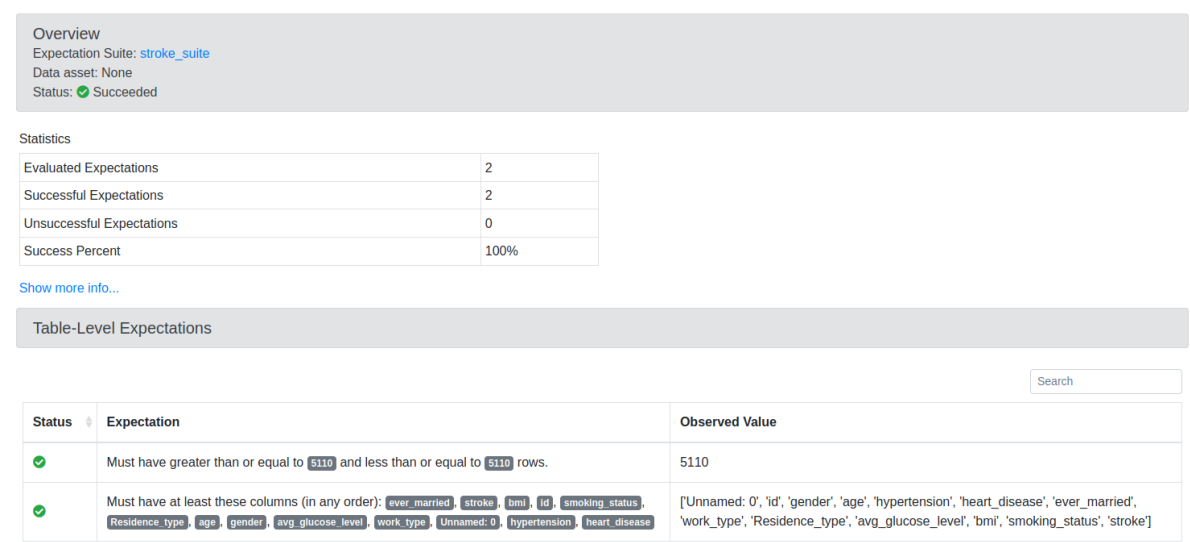 Overview
Expectation Suite: stroke_suite
Data asset: None
Status: Succeeded
Statistics
Evaluated Expectations 2
Successful Expectations 2
Unsuccessful Expectations 0
Success Percent 100%
Show more info...
Table-Level Expectations
Search
Status Expectation Observed Value
Must have greater than or equal to 5110 and less than or equal to 5110 rows. 5110
Must have at least these columns (in any order): ever_married, stroke, bmi, id, smoking_status, ['Unnamed: 0', 'id', 'gender', 'age', 'hypertension', 'heart_disease', 'ever_married',
Residence_type, age, gender, avg_glucose_level, work_type, Unnamed: 0, hypertension, heart_disease 'work_type', 'Residence_type', 'avg_glucose_level', 'bmi', 'smoking_status', 'stroke']